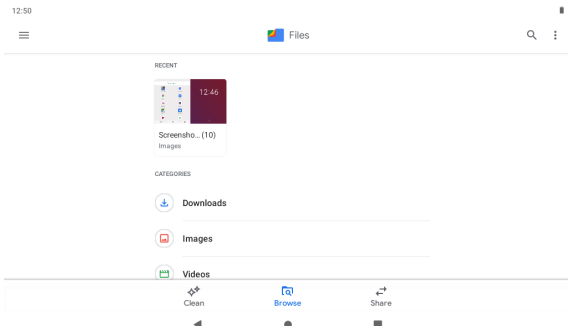 12:50
Files
RECENT
12:46
Screensho... (10)
Images
CATEGORIES
Downloads
Images
Videos
Clean
Browse
Share